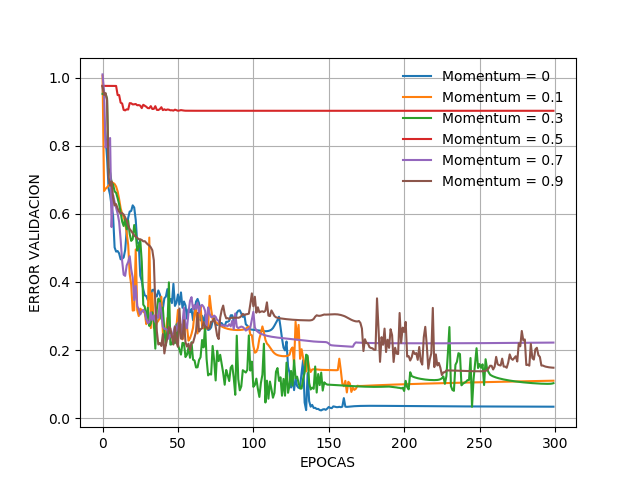 Momentum = 0
Momentum = 0.1
Momentum = 0.3
Momentum = 0.5
Momentum = 0.7
Momentum = 0.9
ERROR VALIDACION
1.0
0.8
0.6
0.4
0.2
0.0
0 50 100 150 200 250 300
EPOCAS